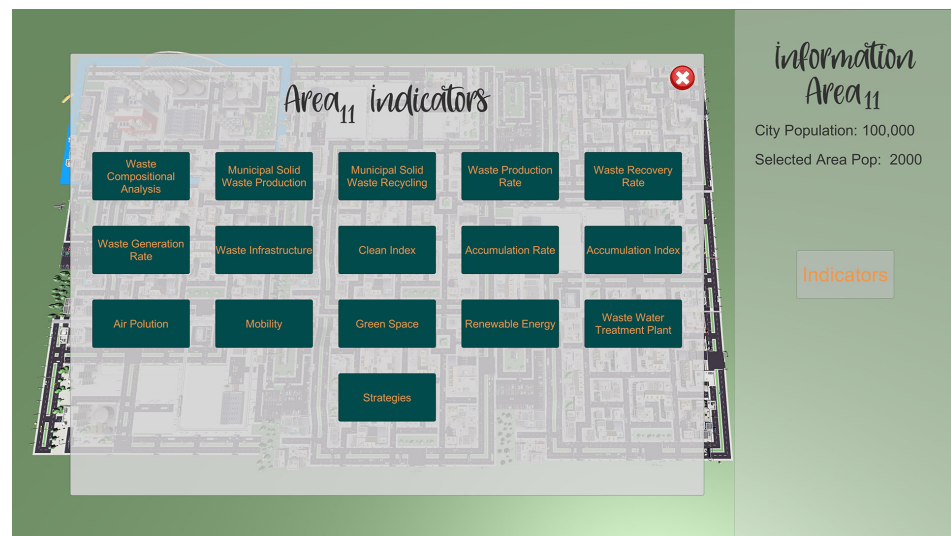 Area11 indicators
Waste
Compositional
Analysis
Municipal Solid
Waste Production
Municipal Solid
Waste Recycling
Waste Production
Rate
Waste Recovery
Rate
Waste Generation
Rate
Waste Infrastructure
Clean Index
Accumulation Rate
Accumulation Index
Air Polution
Mobility
Green Space
Renewable Energy
Waste Water
Treatment Plant
Strategies
information
Area11
City Population: 100,000
Selected Area Pop: 2000
Indicators